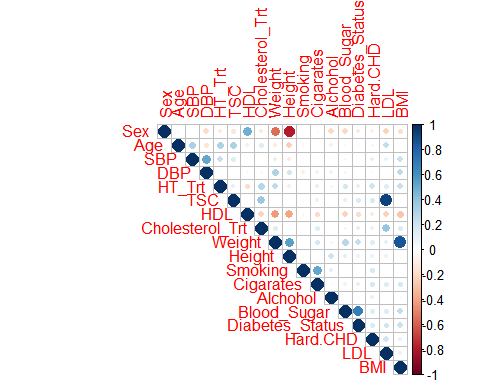 Sex
Age
SBP
DBP
HT_Trt
TSC
HDL
Cholesterol_Trt
Weight
Height
Smoking
Cigarates
Alchohol
Blood_Sugar
Diabetes_Status
Hard.CHD
LDL
BMI
Sex
Age
SBP
DBP
HT_Trt
TSC
HDL
Cholesterol_Trt
Weight
Height
Smoking
Cigarates
Alchohol
Blood_Sugar
Diabetes_Status
Hard.CHD
LDL
BMI
1
0.8
0.6
0.4
0.2
0
-0.2
-0.4
-0.6
-0.8
-1